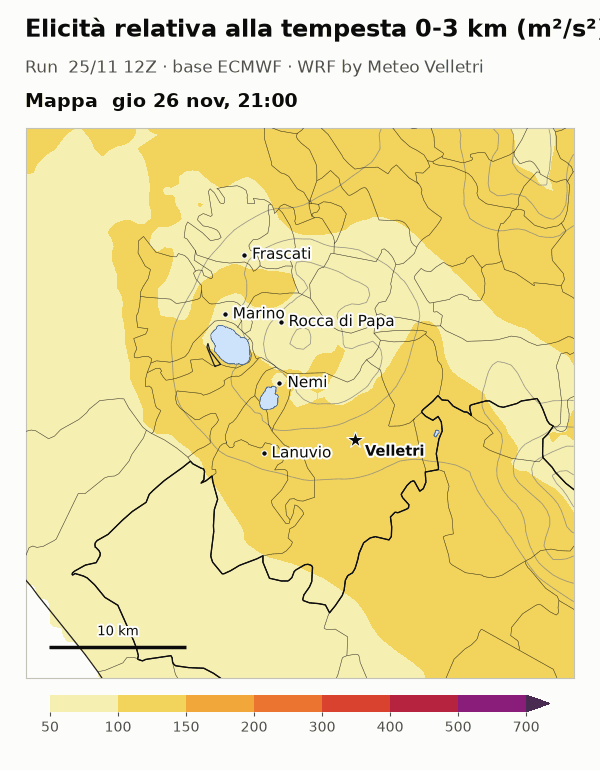 Elicità relativa alla tempesta 0-3 km (m²/s²)
Run 25/11 12Z · base ECMWF · WRF by Meteo Velletri
Mappa gio 26 nov, 21:00
Frascati
Marino
Rocca di Papa
Nemi
Velletri
Lanuvio
10 km
50 100 150 200 300 400 500 700